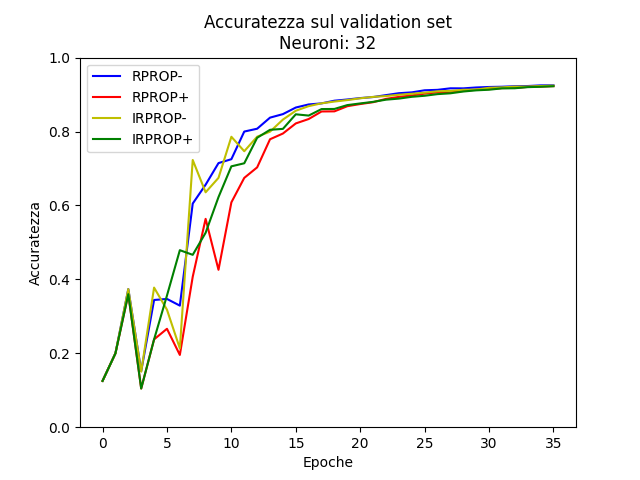 Accuratezza sul validation set
Neuroni: 32
1.0
0.8
0.6
0.4
0.2
0.0
Accuratezza
RPROP-
RPROP+
IRPROP-
IRPROP+
0 5 10 15 20 25 30 35
Epoche